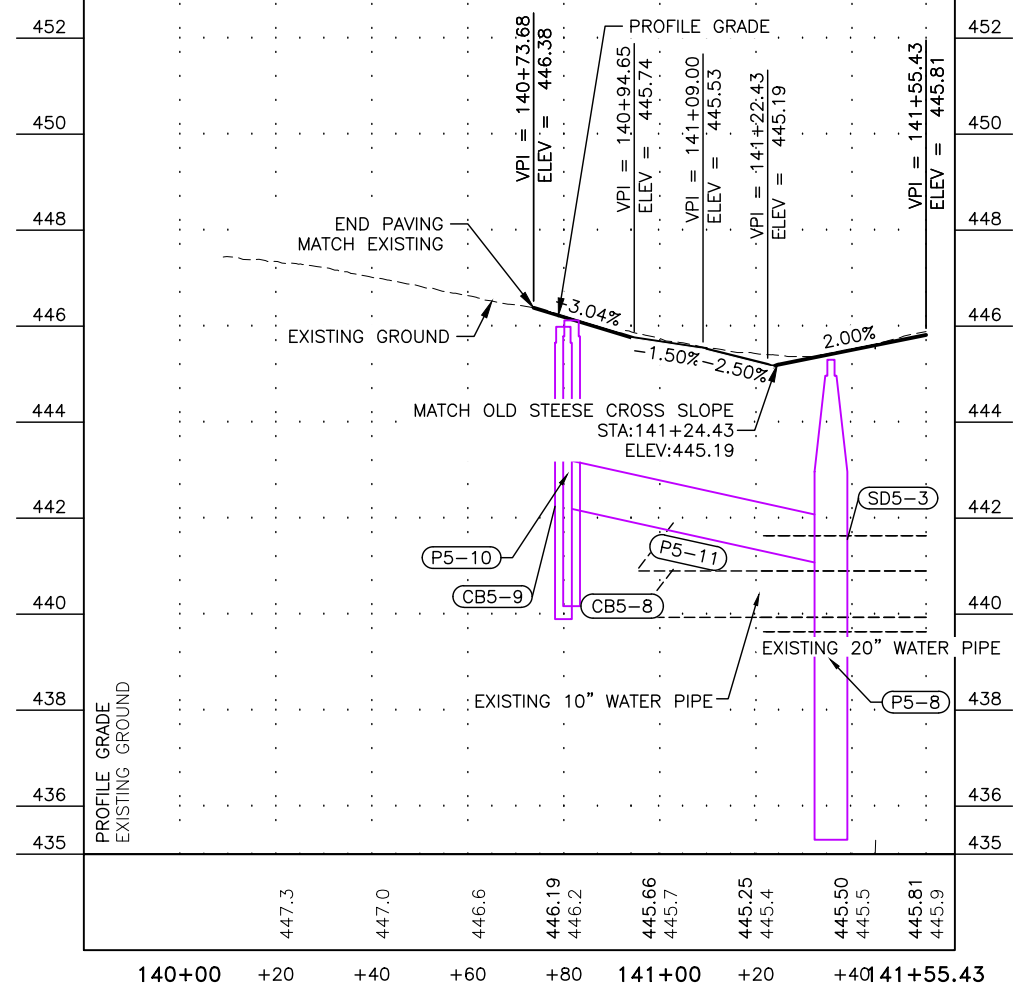 452
452
450
450
448
448
446
446
444
444
442
442
440
440
438
438
436
436
435
435
VPI = 140+73.68
ELEV = 446.38
PROFILE GRADE
VPI = 140+94.65
ELEV = 445.74
VPI = 141+09.00
ELEV = 445.53
VPI = 141+22.43
ELEV = 445.19
VPI = 141+55.43
ELEV = 445.81
END PAVING
MATCH EXISTING
EXISTING GROUND
-3.04%
-1.50%
-2.50%
2.00%
MATCH OLD STEESE CROSS SLOPE
STA:141+24.43
ELEV:445.19
SD5-3
P5-10
P5-11
CB5-9
CB5-8
EXISTING 20" WATER PIPE
EXISTING 10" WATER PIPE
P5-8
PROFILE GRADE
EXISTING GROUND
447.3
447.0
446.6
446.19
446.2
445.66
445.7
445.25
445.4
445.50
445.5
445.81
445.9
140+00
+20
+40
+60
+80
141+00
+20
+40
141+55.43